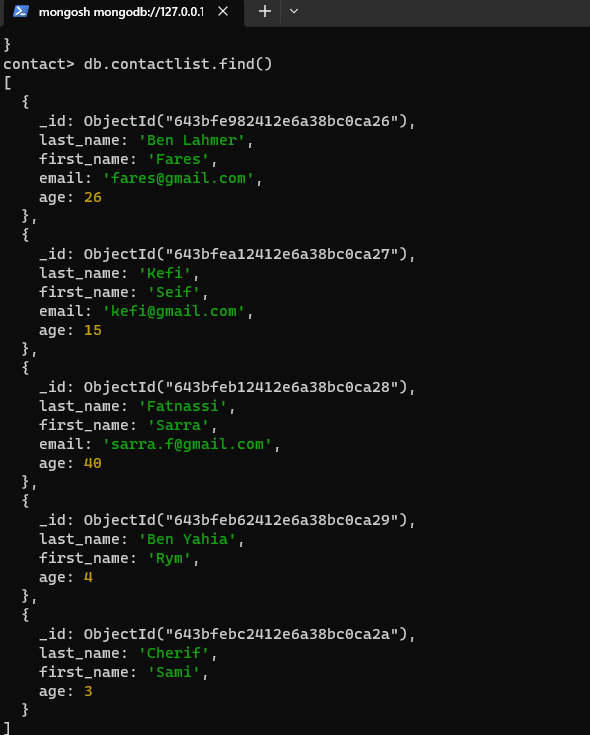 mongosh mongodb://127.0.0.1
}
contact> db.contactlist.find()
[
  {
    _id: ObjectId("643bfe982412e6a38bc0ca26"),
    last_name: 'Ben Lahmer',
    first_name: 'Fares',
    email: 'fares@gmail.com',
    age: 26
  },
  {
    _id: ObjectId("643bfea12412e6a38bc0ca27"),
    last_name: 'Kefi',
    first_name: 'Seif',
    email: 'kefi@gmail.com',
    age: 15
  },
  {
    _id: ObjectId("643bfeb12412e6a38bc0ca28"),
    last_name: 'Fatnassi',
    first_name: 'Sarra',
    email: 'sarra.f@gmail.com',
    age: 40
  },
  {
    _id: ObjectId("643bfeb62412e6a38bc0ca29"),
    last_name: 'Ben Yahia',
    first_name: 'Rym',
    age: 4
  },
  {
    _id: ObjectId("643bfebc2412e6a38bc0ca2a"),
    last_name: 'Cherif',
    first_name: 'Sami',
    age: 3
  }
]